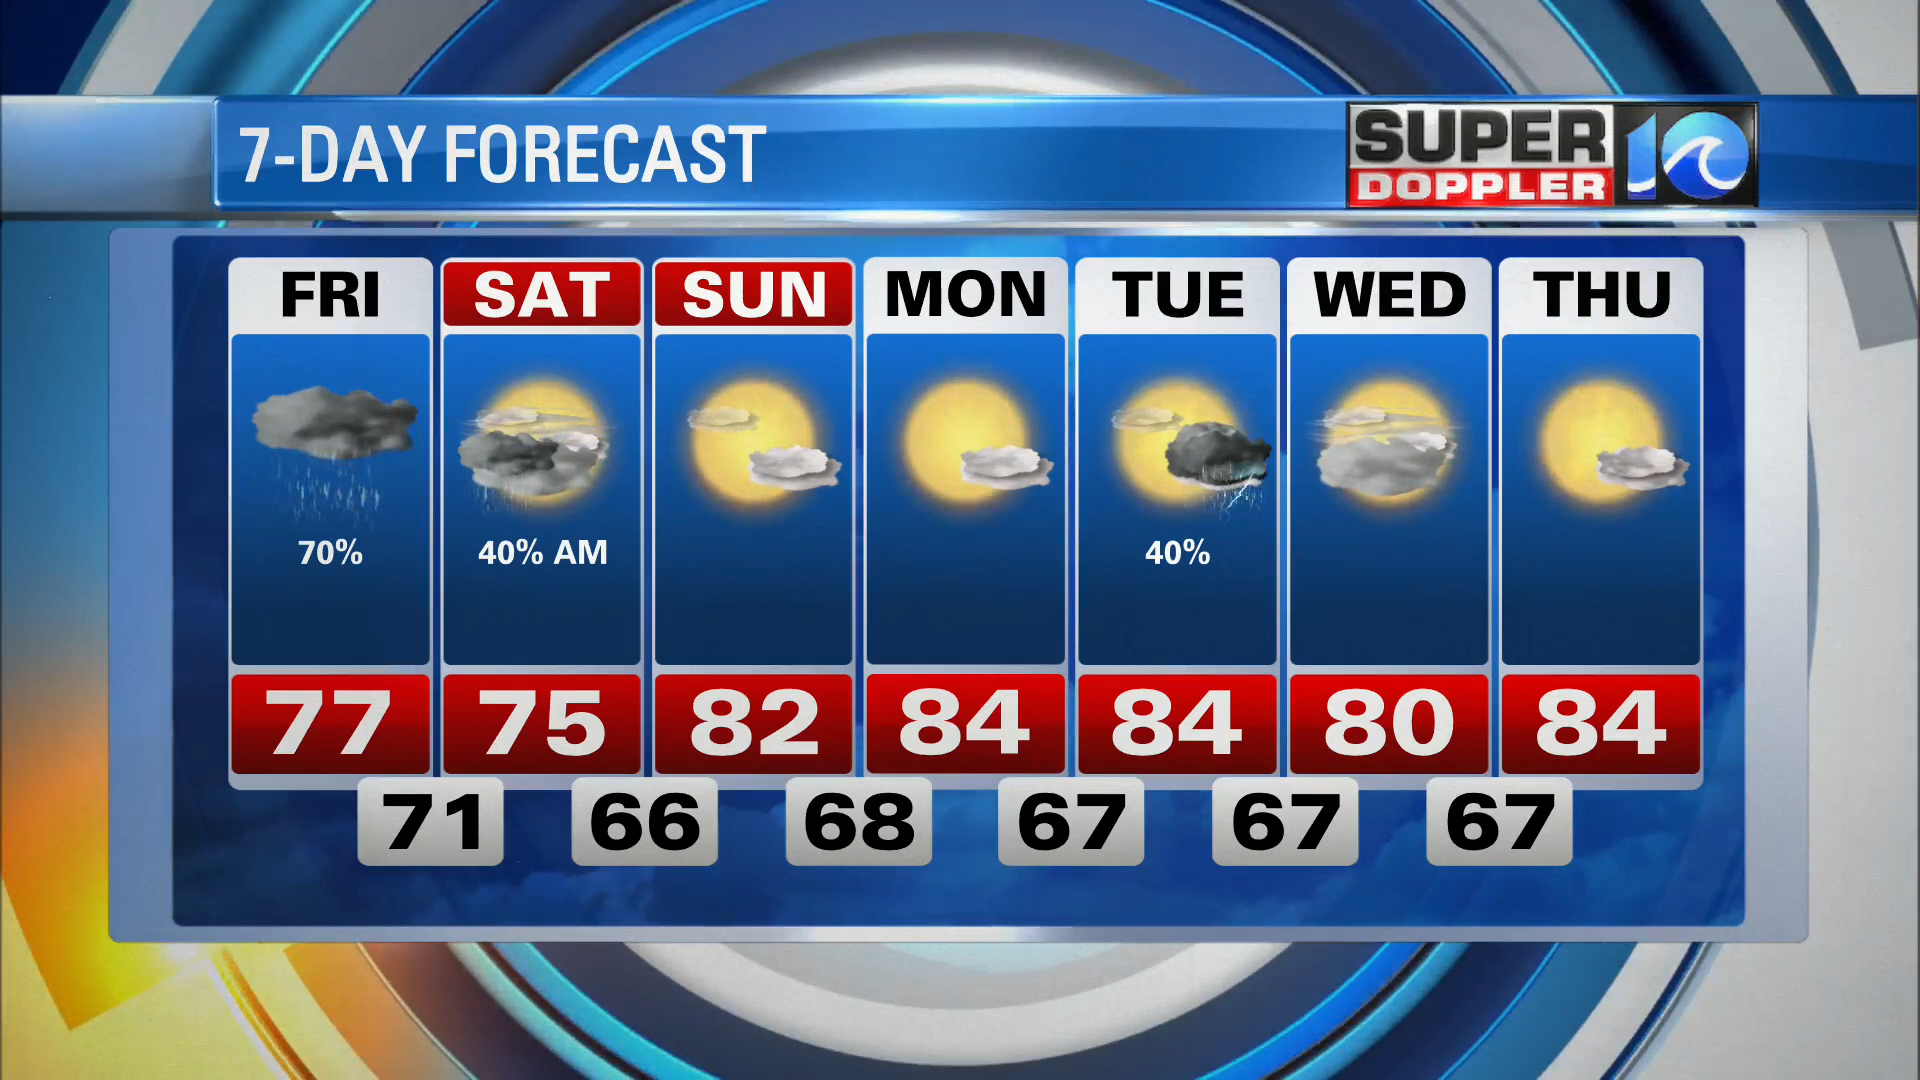 7-DAY FORECAST
SUPER
DOPPLER 10
FRI SAT SUN MON TUE WED THU
70% 40% AM 40%
77 75 82 84 84 80 84
71 66 68 67 67 67